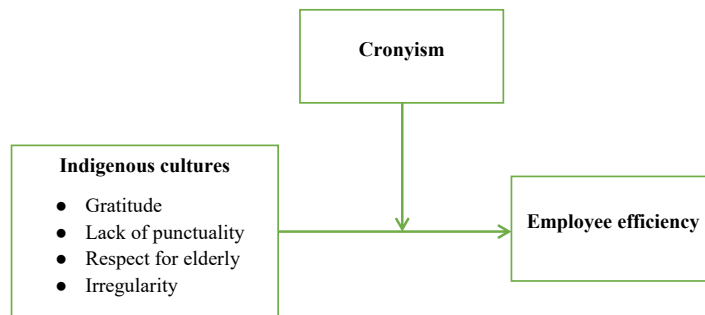 Cronyism
Indigenous cultures
● Gratitude
● Lack of punctuality
● Respect for elderly
● Irregularity
Employee efficiency